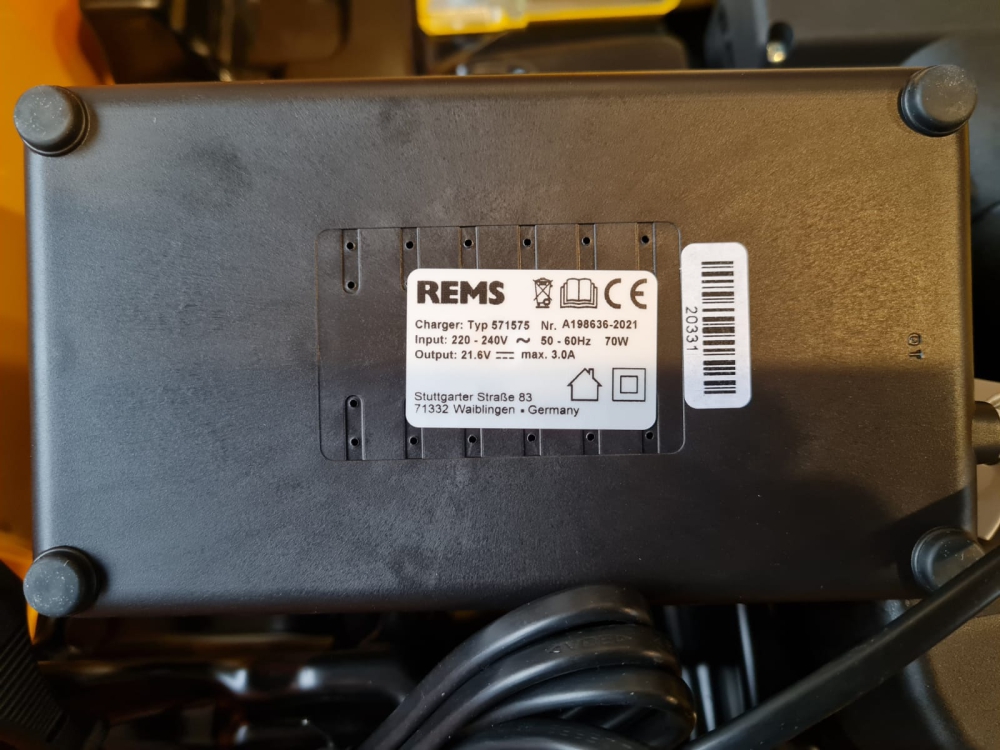 REMS
Charger: Typ 571575 Nr. A198636-2021
Input: 220 - 240V ~ 50 - 60Hz 70W
Output: 21.6V ⎓ max. 3.0A
Stuttgarter Straße 83
71332 Waiblingen ▪ Germany
20331